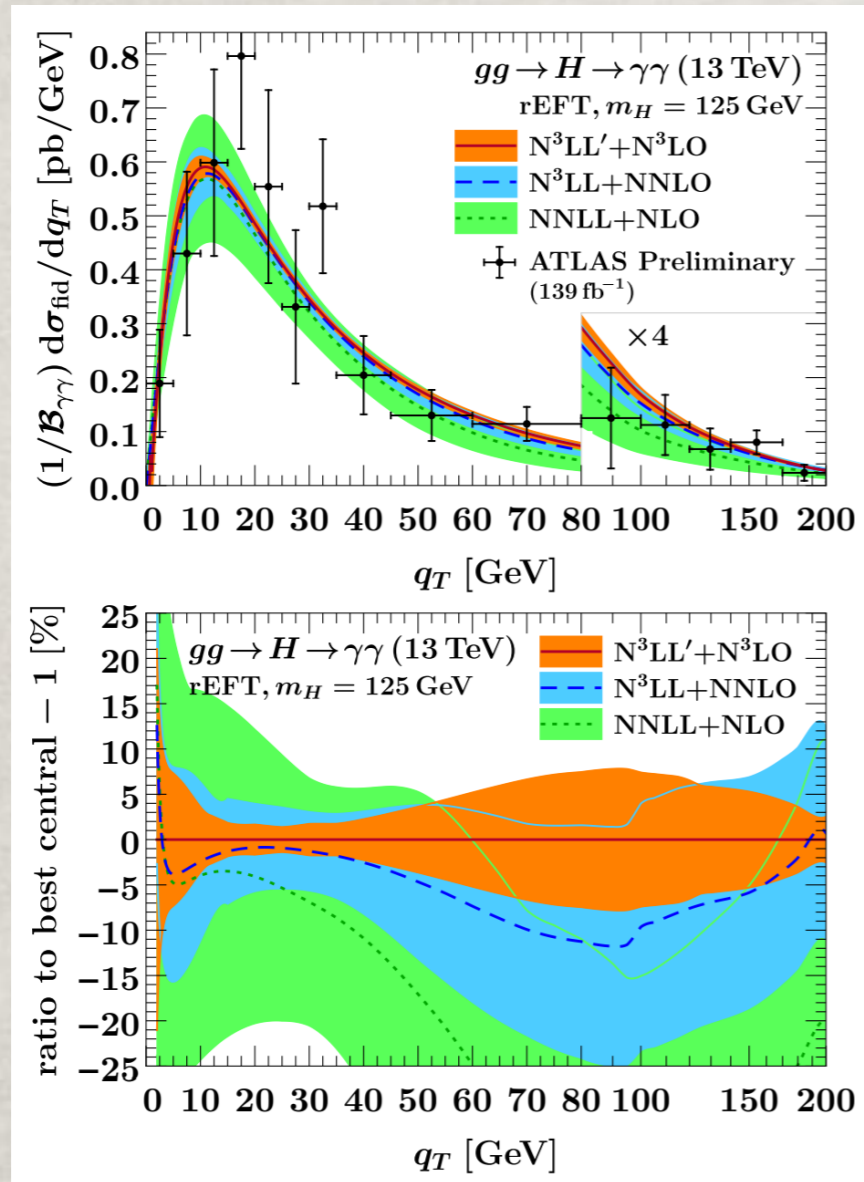 gg → H → γγ (13 TeV)
rEFT, m_H = 125 GeV
N³LL′+N³LO
N³LL+NNLO
NNLL+NLO
ATLAS Preliminary
(139 fb⁻¹)
×4
(1/𝓑_γγ) dσ_fid/dq_T [pb/GeV]
0.8
0.7
0.6
0.5
0.4
0.3
0.2
0.1
0.0
0 10 20 30 40 50 60 70 80 100 150 200
q_T [GeV]
gg → H → γγ (13 TeV)
rEFT, m_H = 125 GeV
N³LL′+N³LO
N³LL+NNLO
NNLL+NLO
ratio to best central − 1 [%]
25
20
15
10
5
0
−5
−10
−15
−20
−25
0 10 20 30 40 50 60 70 80 100 150 200
q_T [GeV]